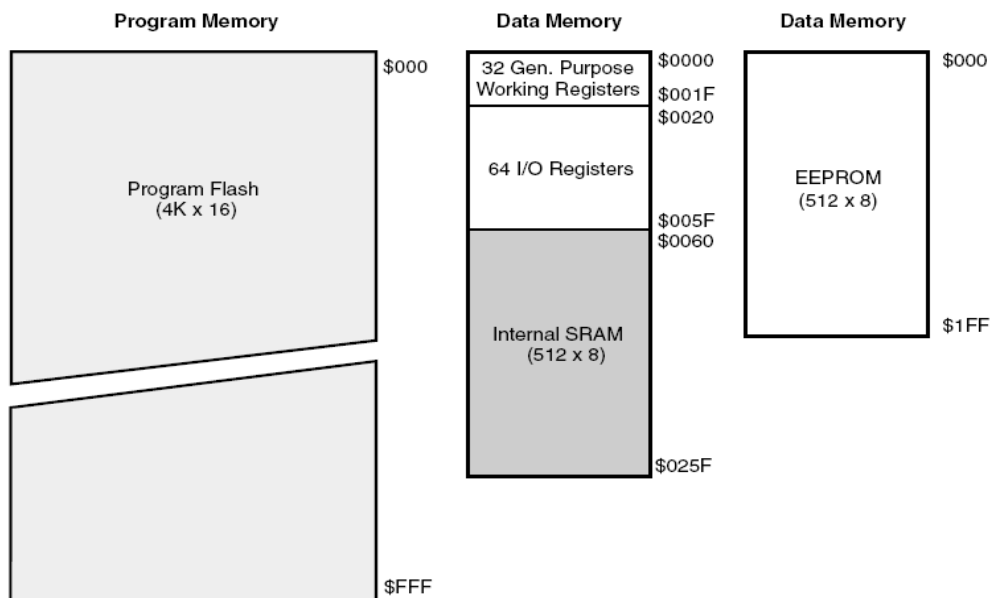 Program Memory
$000
Program Flash
(4K x 16)
$FFF
Data Memory
32 Gen. Purpose
Working Registers
$0000
$001F
$0020
64 I/O Registers
$005F
$0060
Internal SRAM
(512 x 8)
$025F
Data Memory
$000
EEPROM
(512 x 8)
$1FF